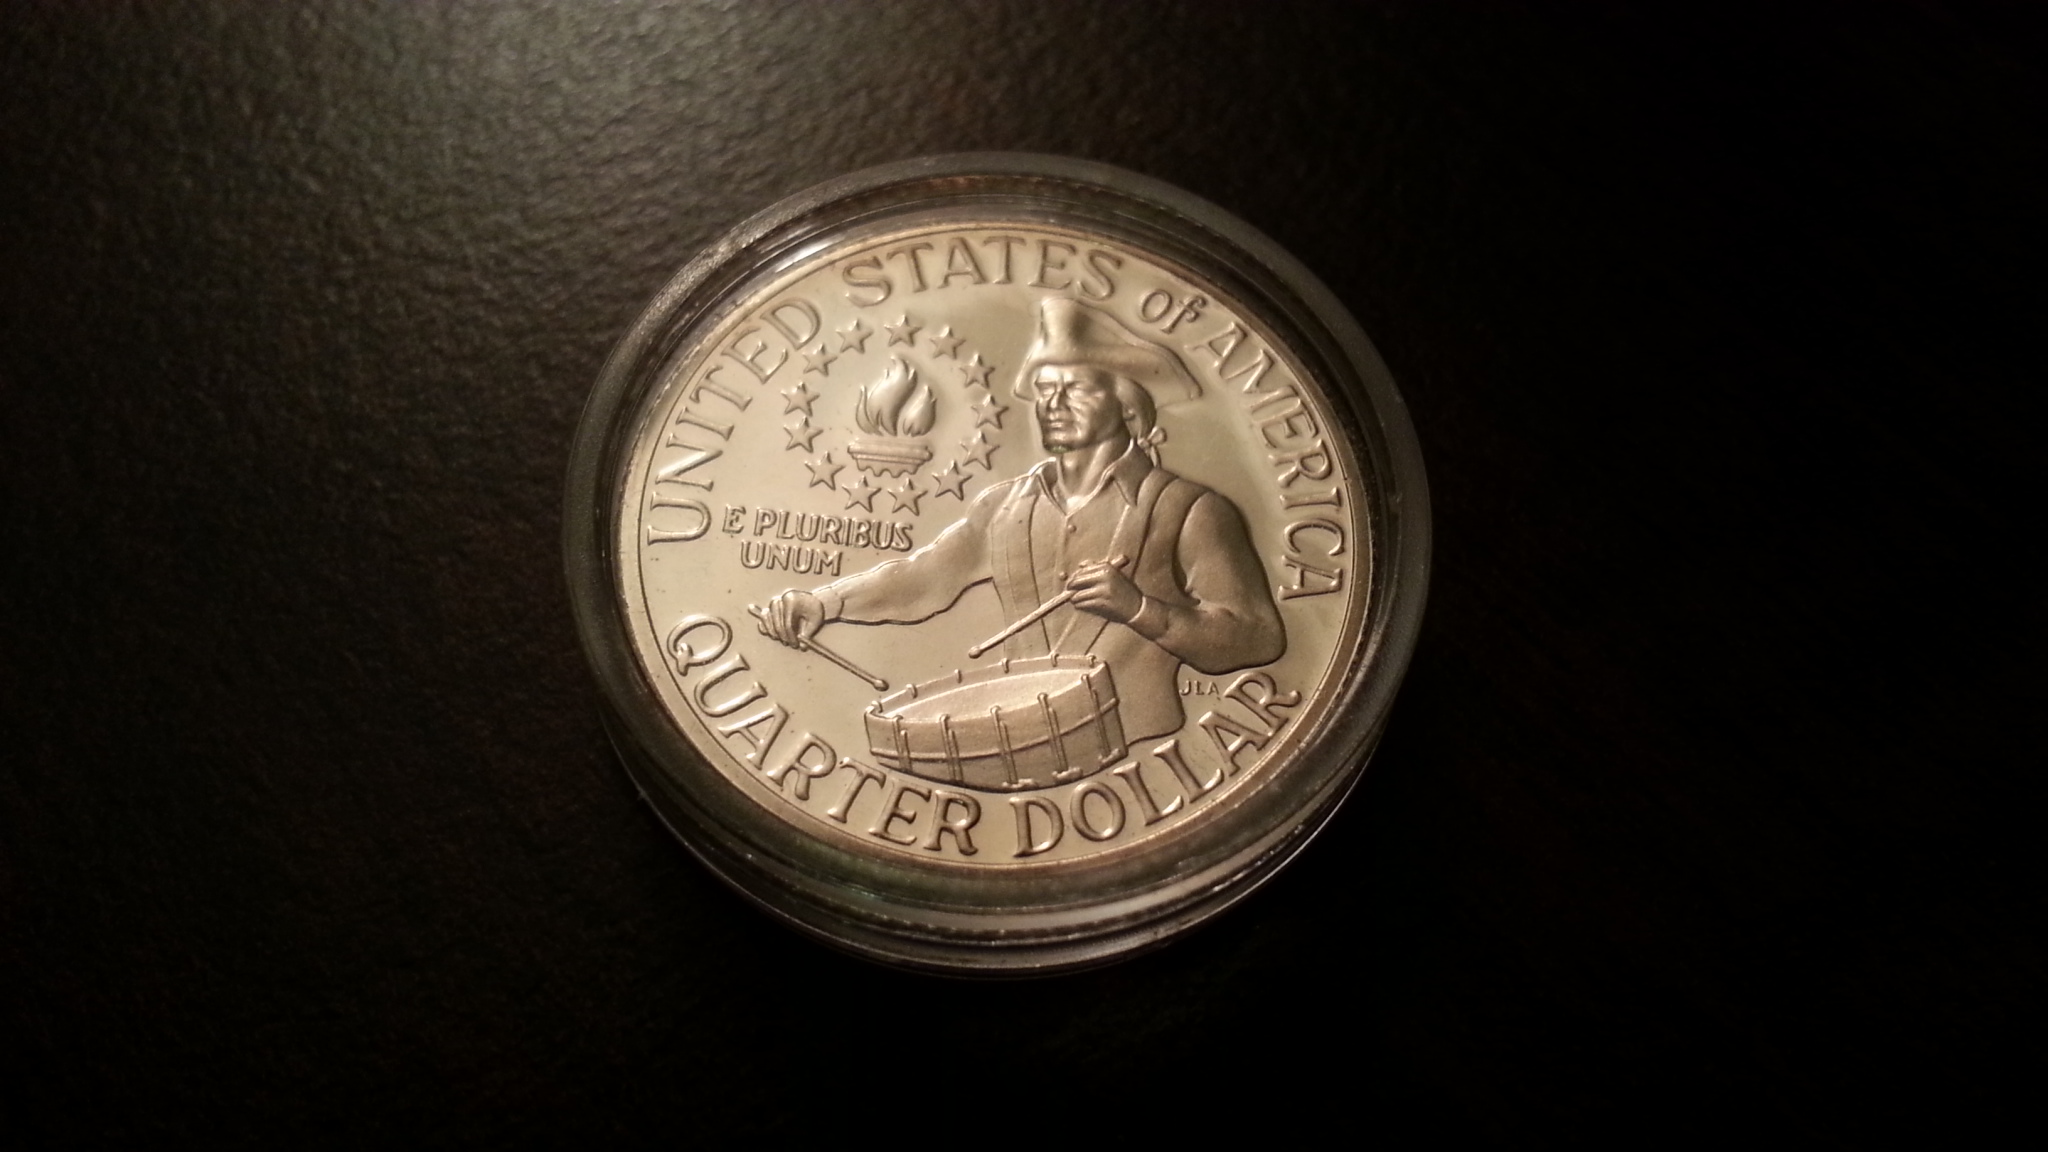 UNITED STATES of AMERICA
E PLURIBUS
UNUM
JLA
QUARTER DOLLAR